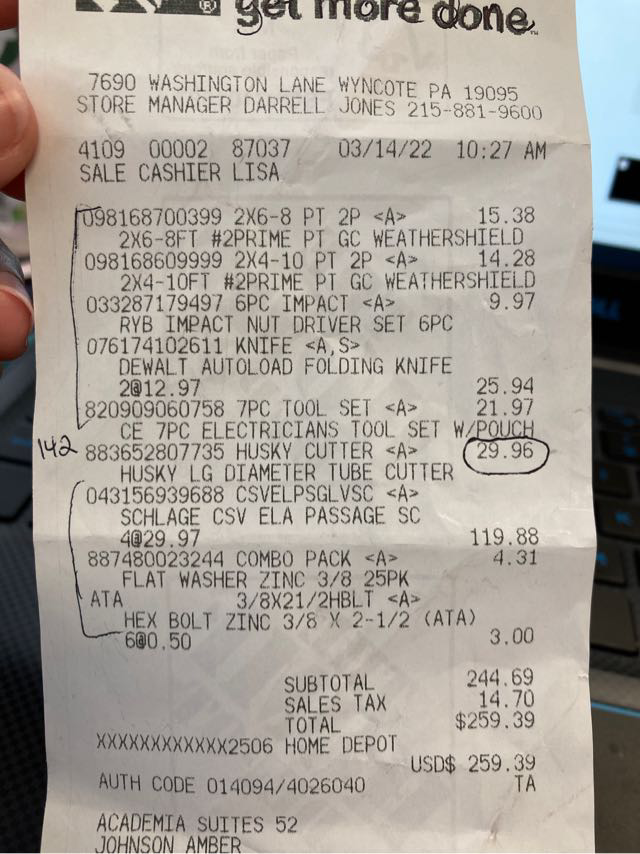 get more done.
7690 WASHINGTON LANE WYNCOTE PA 19095
STORE MANAGER DARRELL JONES 215-881-9600
4109 00002 87037 03/14/22 10:27 AM
SALE CASHIER LISA
098168700399 2X6-8 PT 2P <A> 15.38
2X6-8FT #2PRIME PT GC WEATHERSHIELD
098168609999 2X4-10 PT 2P <A> 14.28
2X4-10FT #2PRIME PT GC WEATHERSHIELD
033287179497 6PC IMPACT <A> 9.97
RYB IMPACT NUT DRIVER SET 6PC
076174102611 KNIFE <A,S>
DEWALT AUTOLOAD FOLDING KNIFE
2@12.97 25.94
820909060758 7PC TOOL SET <A> 21.97
CE 7PC ELECTRICIANS TOOL SET W/POUCH
142 883652807735 HUSKY CUTTER <A> 29.96
HUSKY LG DIAMETER TUBE CUTTER
043156939688 CSVELPSGLVSC <A>
SCHLAGE CSV ELA PASSAGE SC
4@29.97 119.88
887480023244 COMBO PACK <A> 4.31
FLAT WASHER ZINC 3/8 25PK
ATA 3/8X21/2HBLT <A>
HEX BOLT ZINC 3/8 X 2-1/2 (ATA)
6@0.50 3.00
SUBTOTAL 244.69
SALES TAX 14.70
TOTAL $259.39
XXXXXXXXXXXX2506 HOME DEPOT
USD$ 259.39
AUTH CODE 014094/4026040 TA
ACADEMIA SUITES 52
JOHNSON AMBER